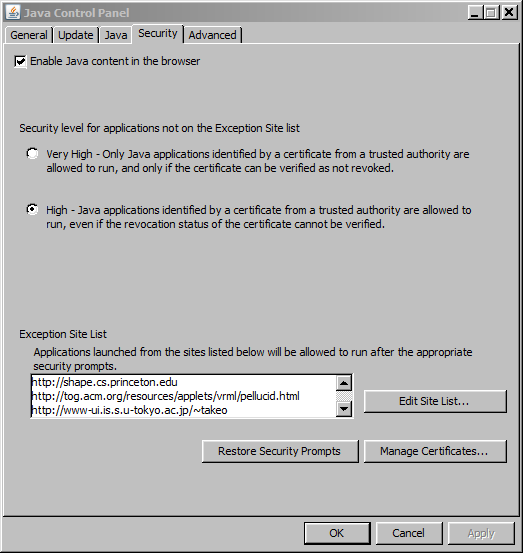 Java Control Panel
General Update Java Security Advanced
Enable Java content in the browser
Security level for applications not on the Exception Site list
Very High - Only Java applications identified by a certificate from a trusted authority are
allowed to run, and only if the certificate can be verified as not revoked.
High - Java applications identified by a certificate from a trusted authority are allowed to
run, even if the revocation status of the certificate cannot be verified.
Exception Site List
Applications launched from the sites listed below will be allowed to run after the appropriate
security prompts.
http://shape.cs.princeton.edu
http://tog.acm.org/resources/applets/vrml/pellucid.html
http://www-ui.is.s.u-tokyo.ac.jp/~takeo
Edit Site List...
Restore Security Prompts Manage Certificates...
OK Cancel Apply